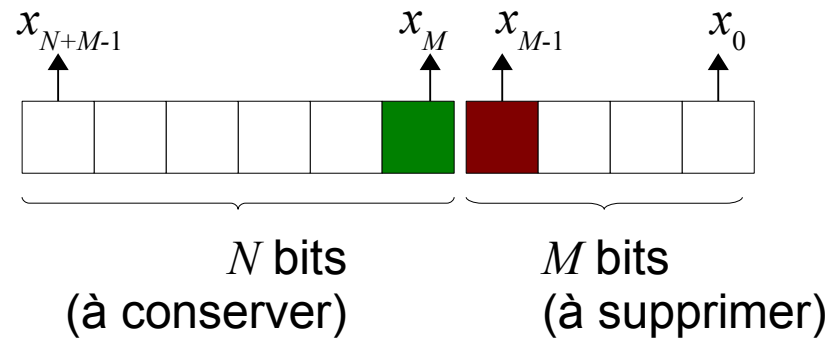 x_{N+M-1} x_M x_{M-1} x_0
N bits M bits
(à conserver) (à supprimer)